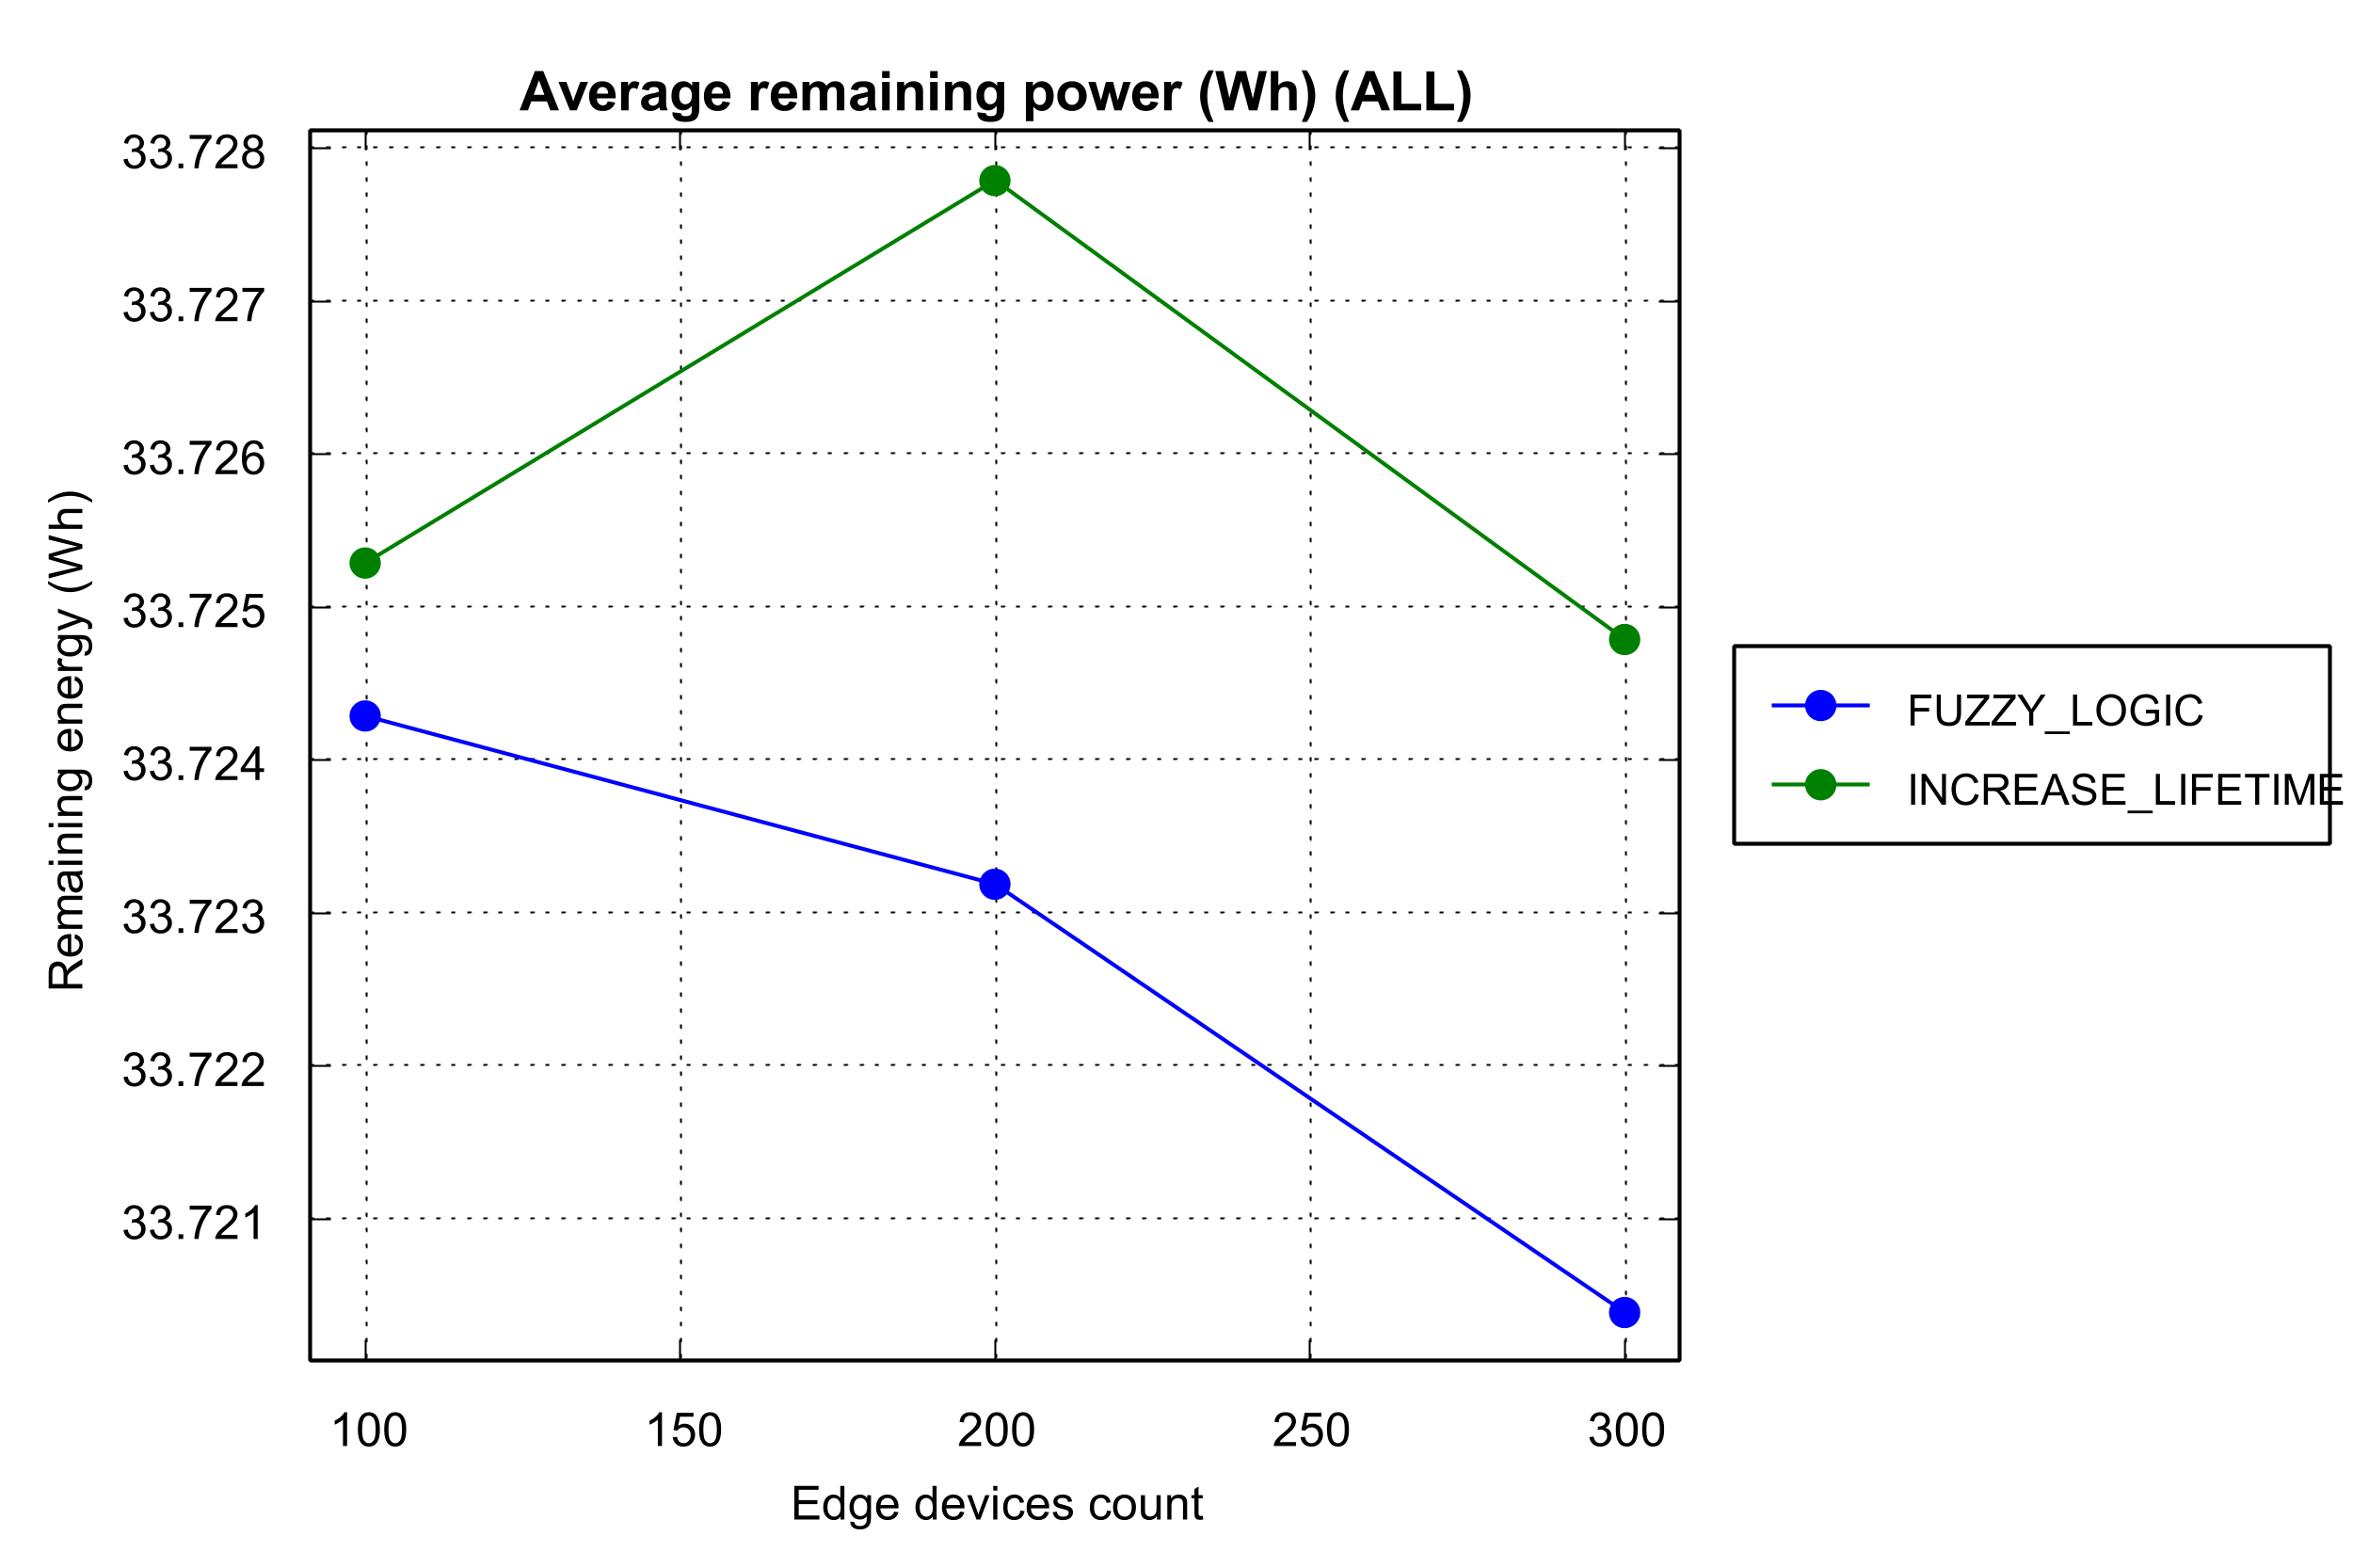 Average remaining power (Wh) (ALL)
33.728
33.727
33.726
33.725
33.724
33.723
33.722
33.721
Remaining energy (Wh)
100 150 200 250 300
Edge devices count
FUZZY_LOGIC
INCREASE_LIFETIME